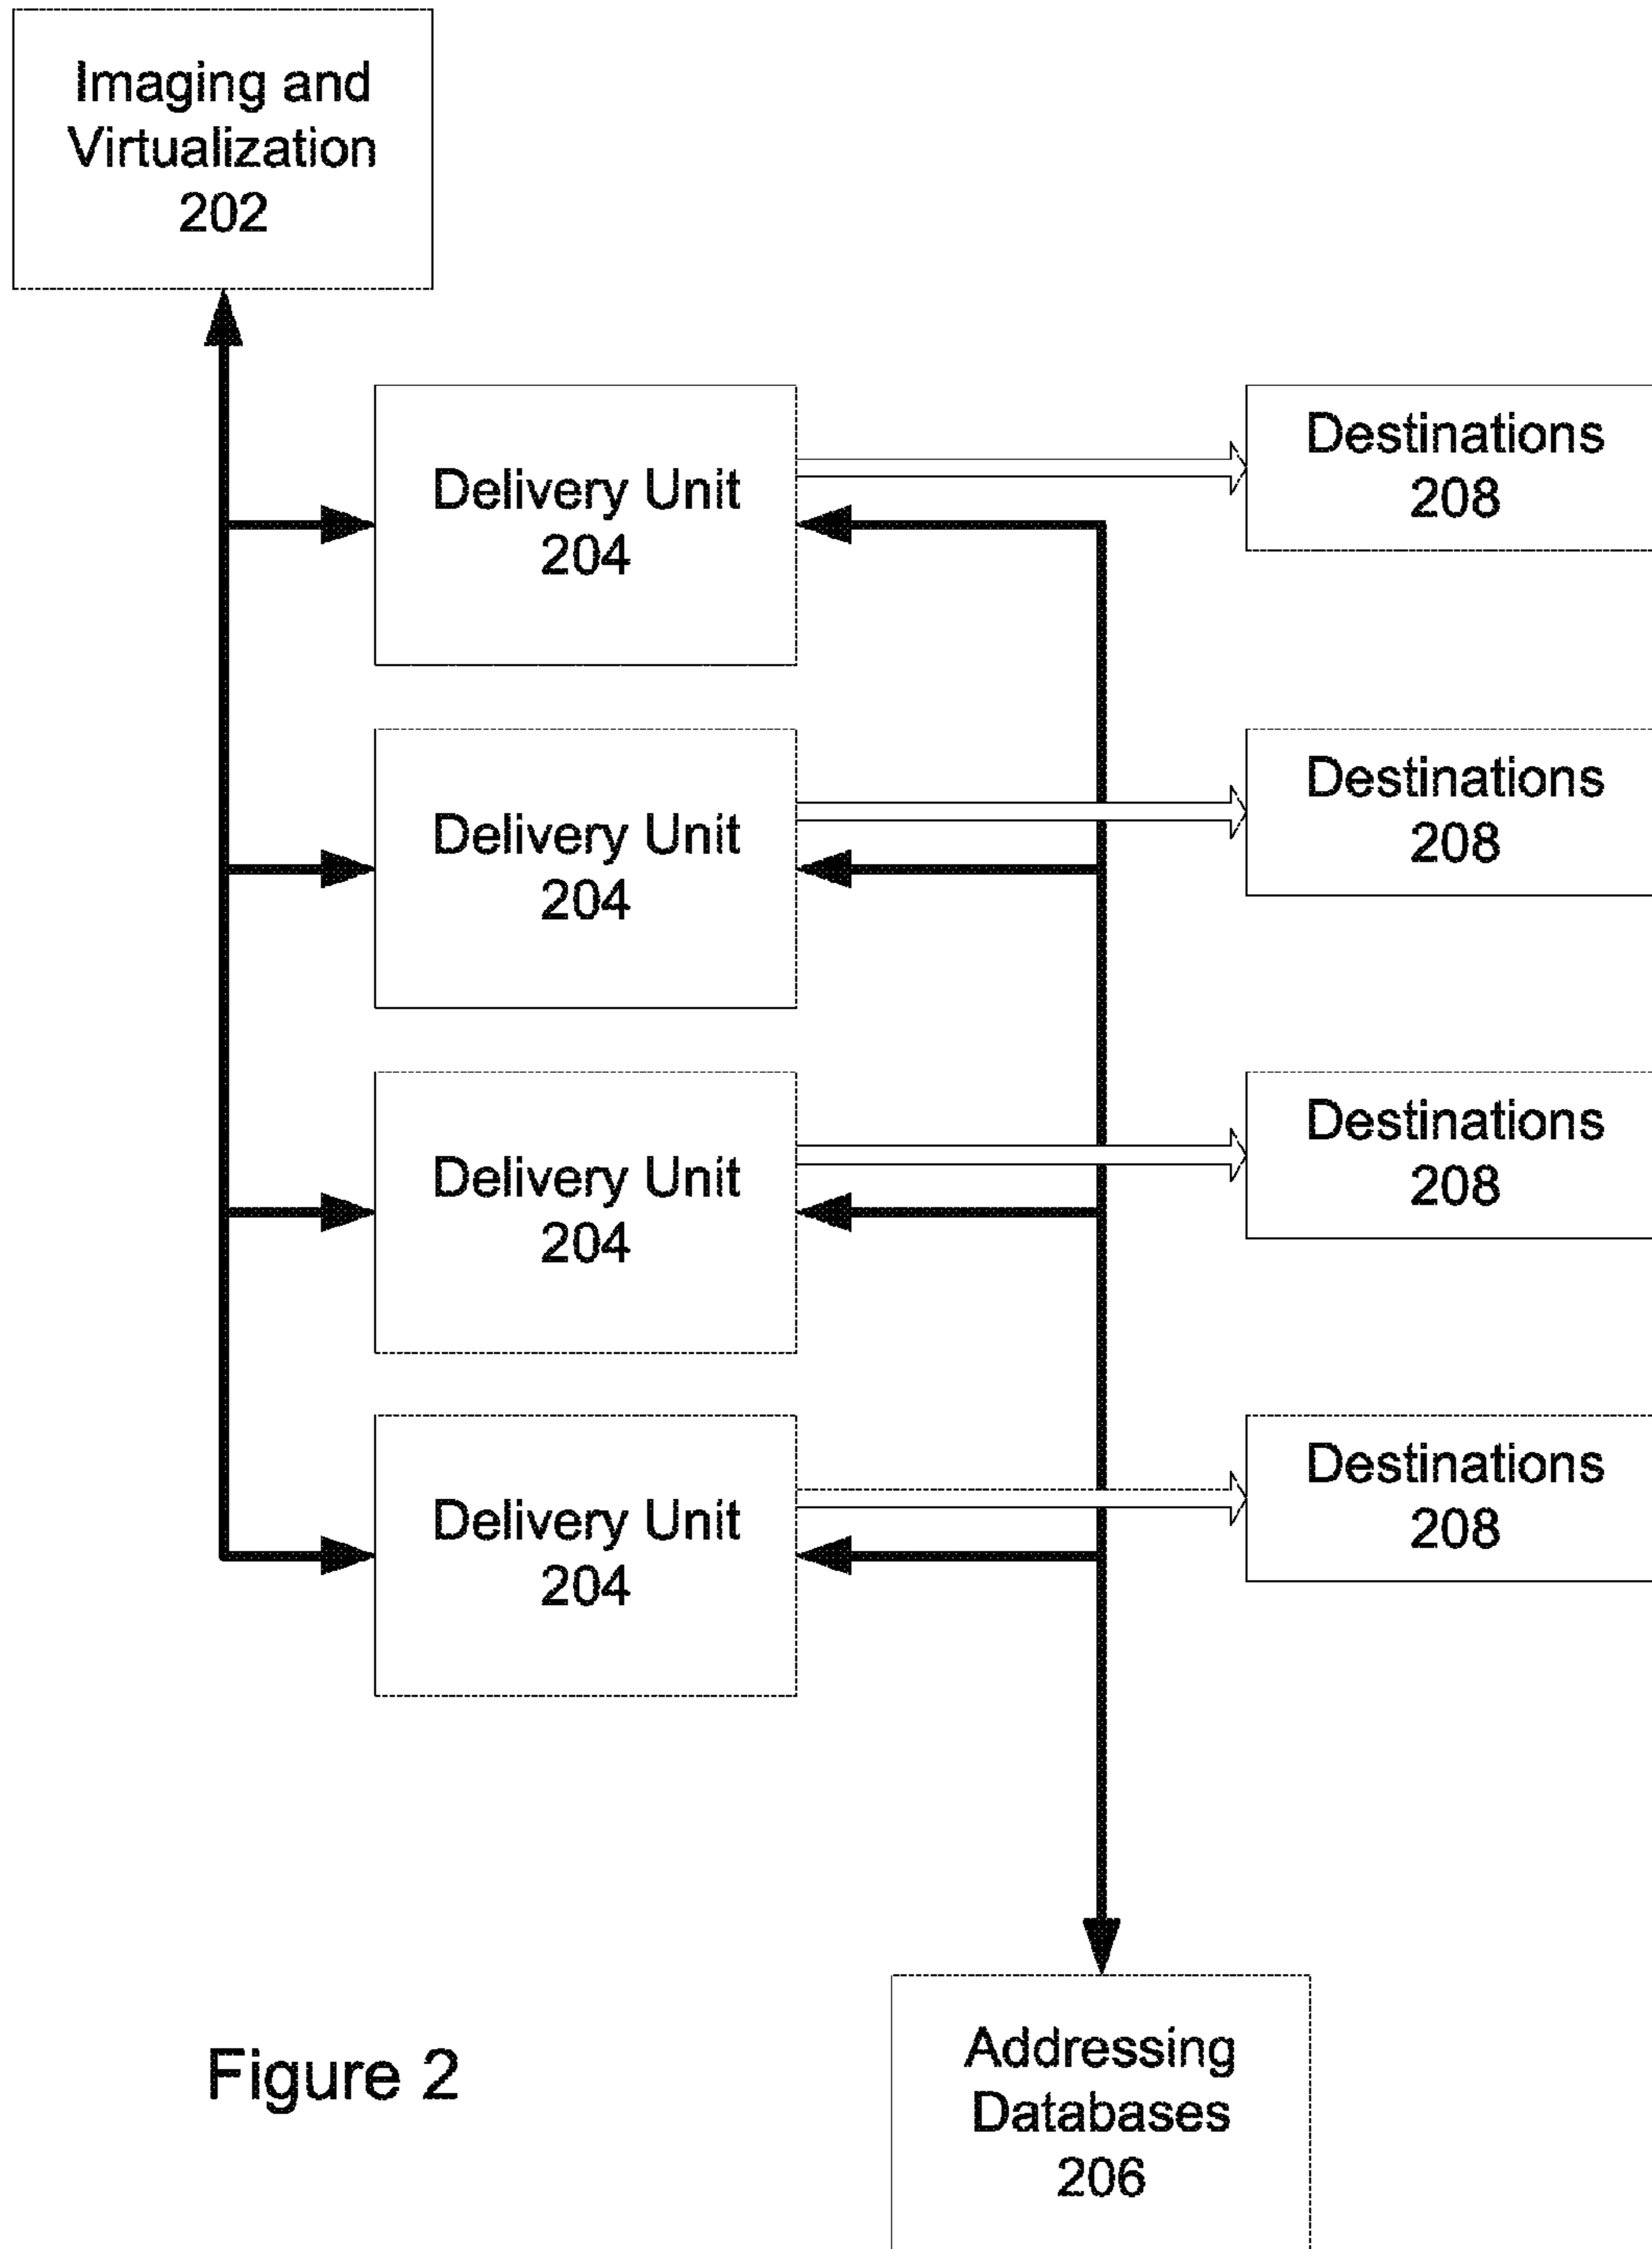 Imaging and
Virtualization
202
Delivery Unit
204
Destinations
208
Delivery Unit
204
Destinations
208
Delivery Unit
204
Destinations
208
Delivery Unit
204
Destinations
208
Addressing
Databases
206
Figure 2